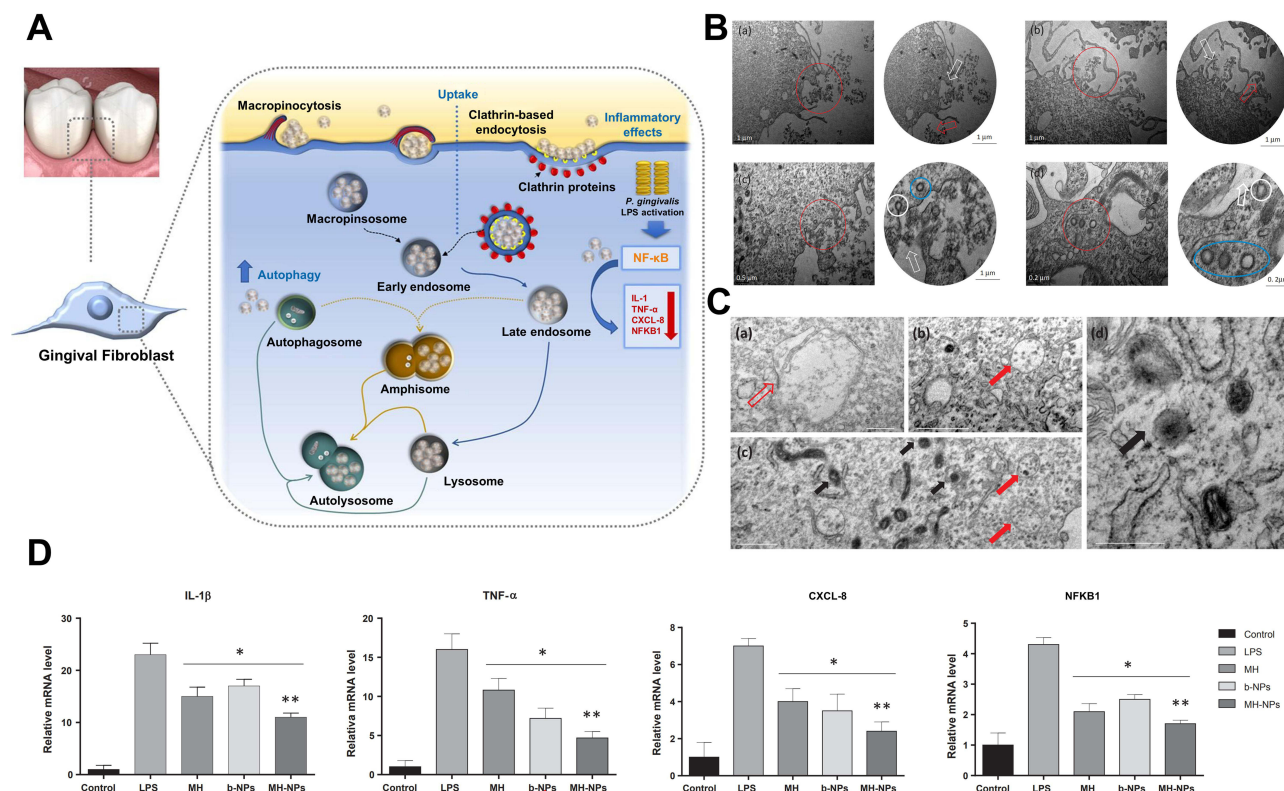 A
Macropinocytosis
Uptake
Clathrin-based
endocytosis
Inflammatory
effects
Clathrin proteins
P. gingivalis
LPS activation
Macropinsosome
NF-κB
Early endosome
Autophagy
IL-1
TNF-α
CXCL-8
NFKB1
Autophagosome
Late endosome
Gingival Fibroblast
Amphisome
Autolysosome
Lysosome
B
(a)
1 μm
1 μm
(b)
1 μm
1 μm
(c)
0.5 μm
1 μm
(d)
0.2 μm
0. 2μm
C
(a)
(b)
(c)
(d)
D
IL-1β
Relative mRNA level
30
20
10
0
*
**
Control
LPS
MH
b-NPs
MH-NPs
TNF-α
Relativa mRNA level
20
15
10
5
0
*
**
Control
LPS
MH
b-NPs
MH-NPs
CXCL-8
Relative mRNA level
8
6
4
2
0
*
**
Control
LPS
MH
b-NPs
MH-NPs
NFKB1
Relative mRNA level
5
4
3
2
1
0
*
**
Control
LPS
MH
b-NPs
MH-NPs
Control
LPS
MH
b-NPs
MH-NPs